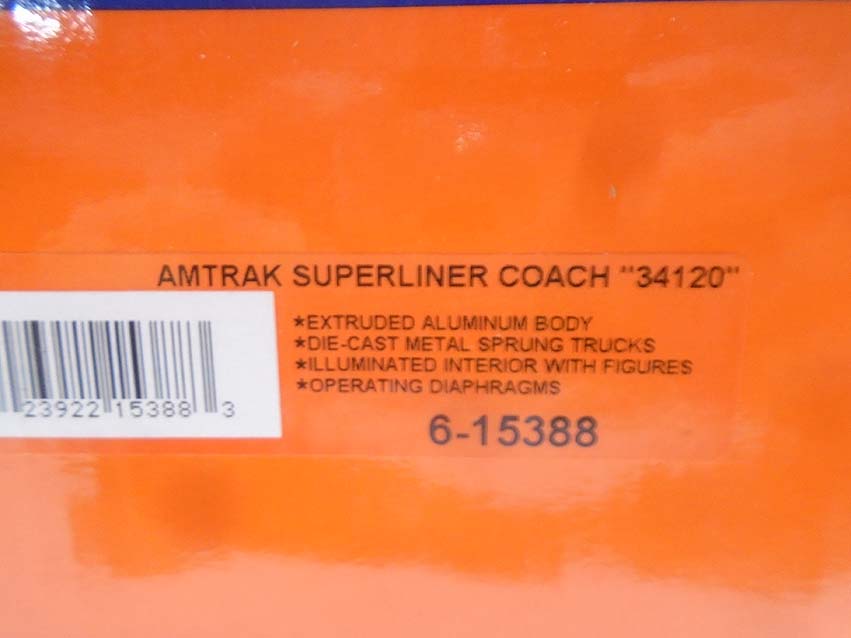 AMTRAK SUPERLINER COACH "34120"
*EXTRUDED ALUMINUM BODY
*DIE-CAST METAL SPRUNG TRUCKS
*ILLUMINATED INTERIOR WITH FIGURES
*OPERATING DIAPHRAGMS
23922 15388 3
6-15388